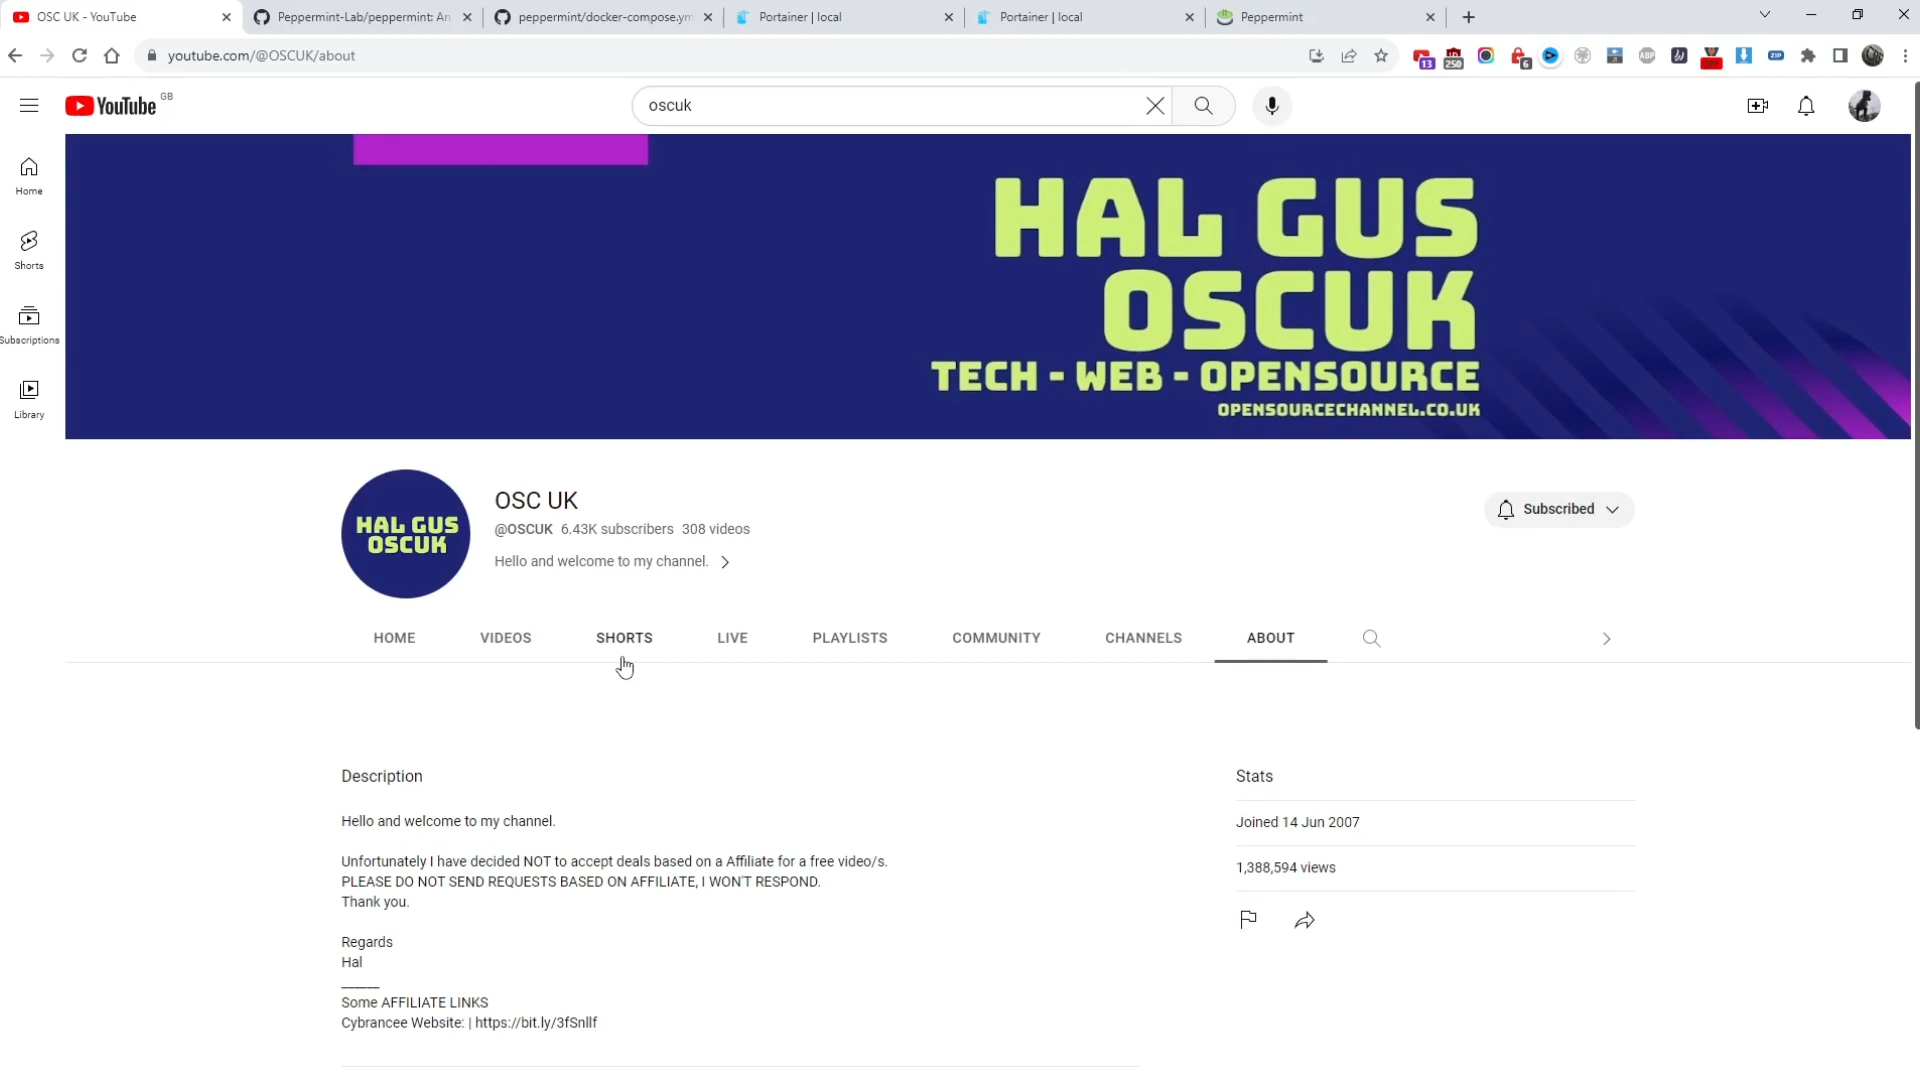 OSC UK - YouTube
Peppermint-Lab/peppermint: An
peppermint/docker-compose.ym
Portainer | local
Portainer | local
Peppermint
youtube.com/@OSCUK/about
13
250
6
ABP
ZIP
YouTube GB
oscuk
Home
Shorts
Subscriptions
Library
HAL GUS
OSCUK
TECH - WEB - OPENSOURCE
OPENSOURCECHANNEL.CO.UK
HAL GUS
OSCUK
OSC UK
@OSCUK 6.43K subscribers 308 videos
Hello and welcome to my channel.
Subscribed
HOME VIDEOS SHORTS LIVE PLAYLISTS COMMUNITY CHANNELS ABOUT
Description
Hello and welcome to my channel.
Unfortunately I have decided NOT to accept deals based on a Affiliate for a free video/s.
PLEASE DO NOT SEND REQUESTS BASED ON AFFILIATE, I WON'T RESPOND.
Thank you.
Regards
Hal
______
Some AFFILIATE LINKS
Cybrancee Website: | https://bit.ly/3fSnllf
Stats
Joined 14 Jun 2007
1,388,594 views